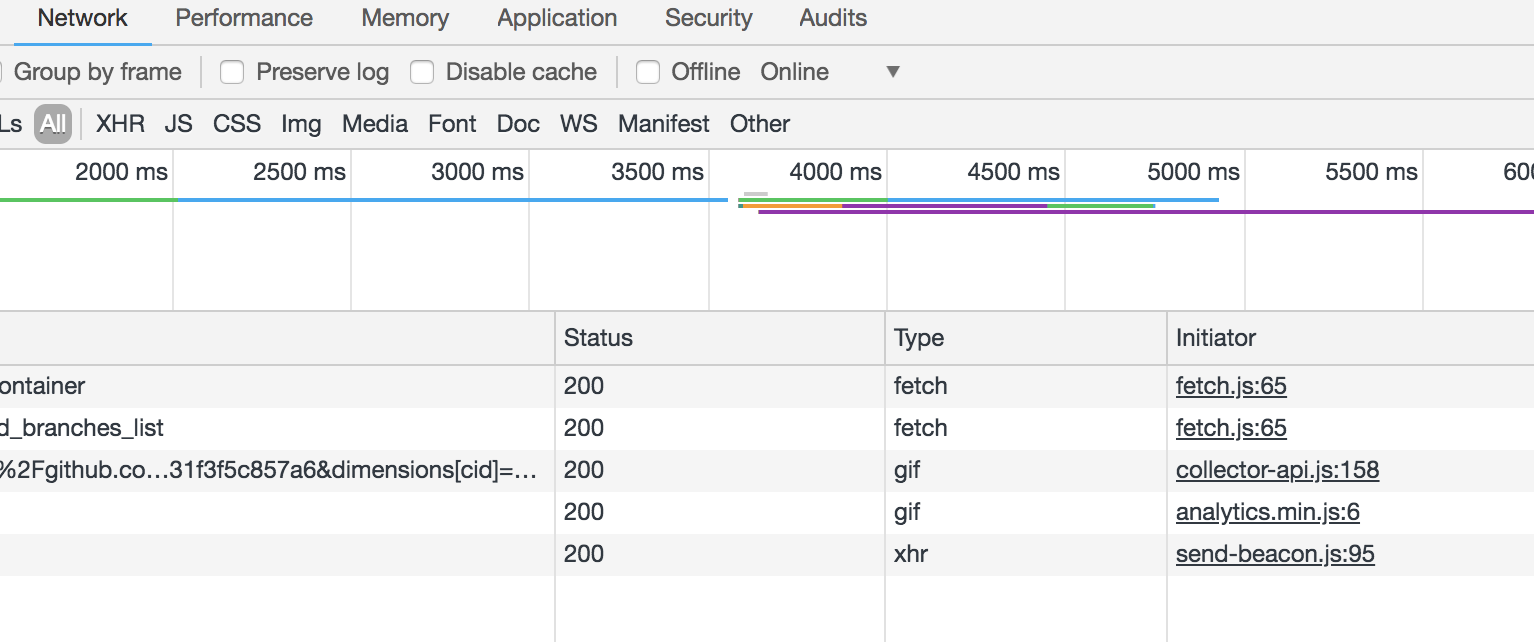 Network Performance Memory Application Security Audits
Group by frame Preserve log Disable cache Offline Online
Ls All XHR JS CSS Img Media Font Doc WS Manifest Other
2000 ms 2500 ms 3000 ms 3500 ms 4000 ms 4500 ms 5000 ms 5500 ms 600
Status Type Initiator
ontainer 200 fetch fetch.js:65
d_branches_list 200 fetch fetch.js:65
%2Fgithub.co…31f3f5c857a6&dimensions[cid]=… 200 gif collector-api.js:158
200 gif analytics.min.js:6
200 xhr send-beacon.js:95